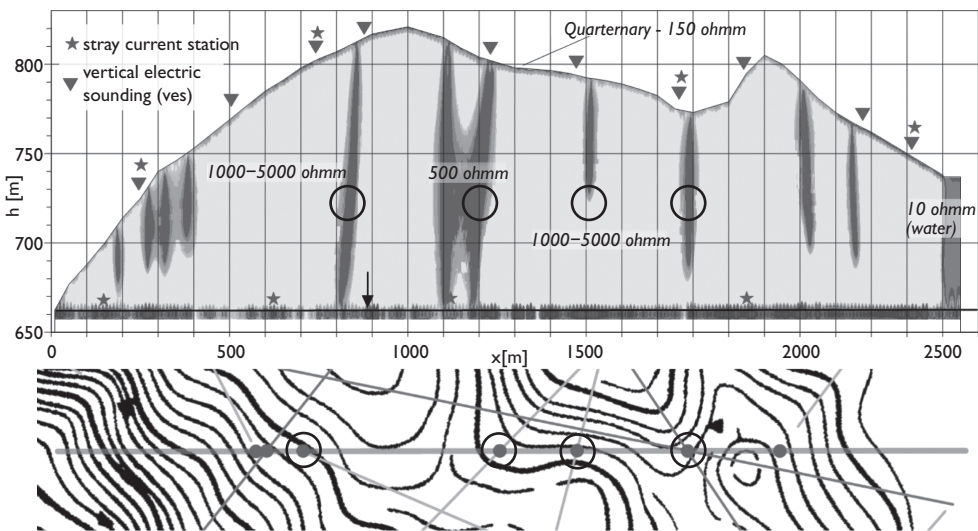 Quarternary - 150 ohmm
★ stray current station
▼ vertical electric
sounding (ves)
800
750
700
650
h [m]
1000–5000 ohmm
500 ohmm
1000–5000 ohmm
10 ohmm
(water)
0
500
1000
x[m]
1500
2000
2500